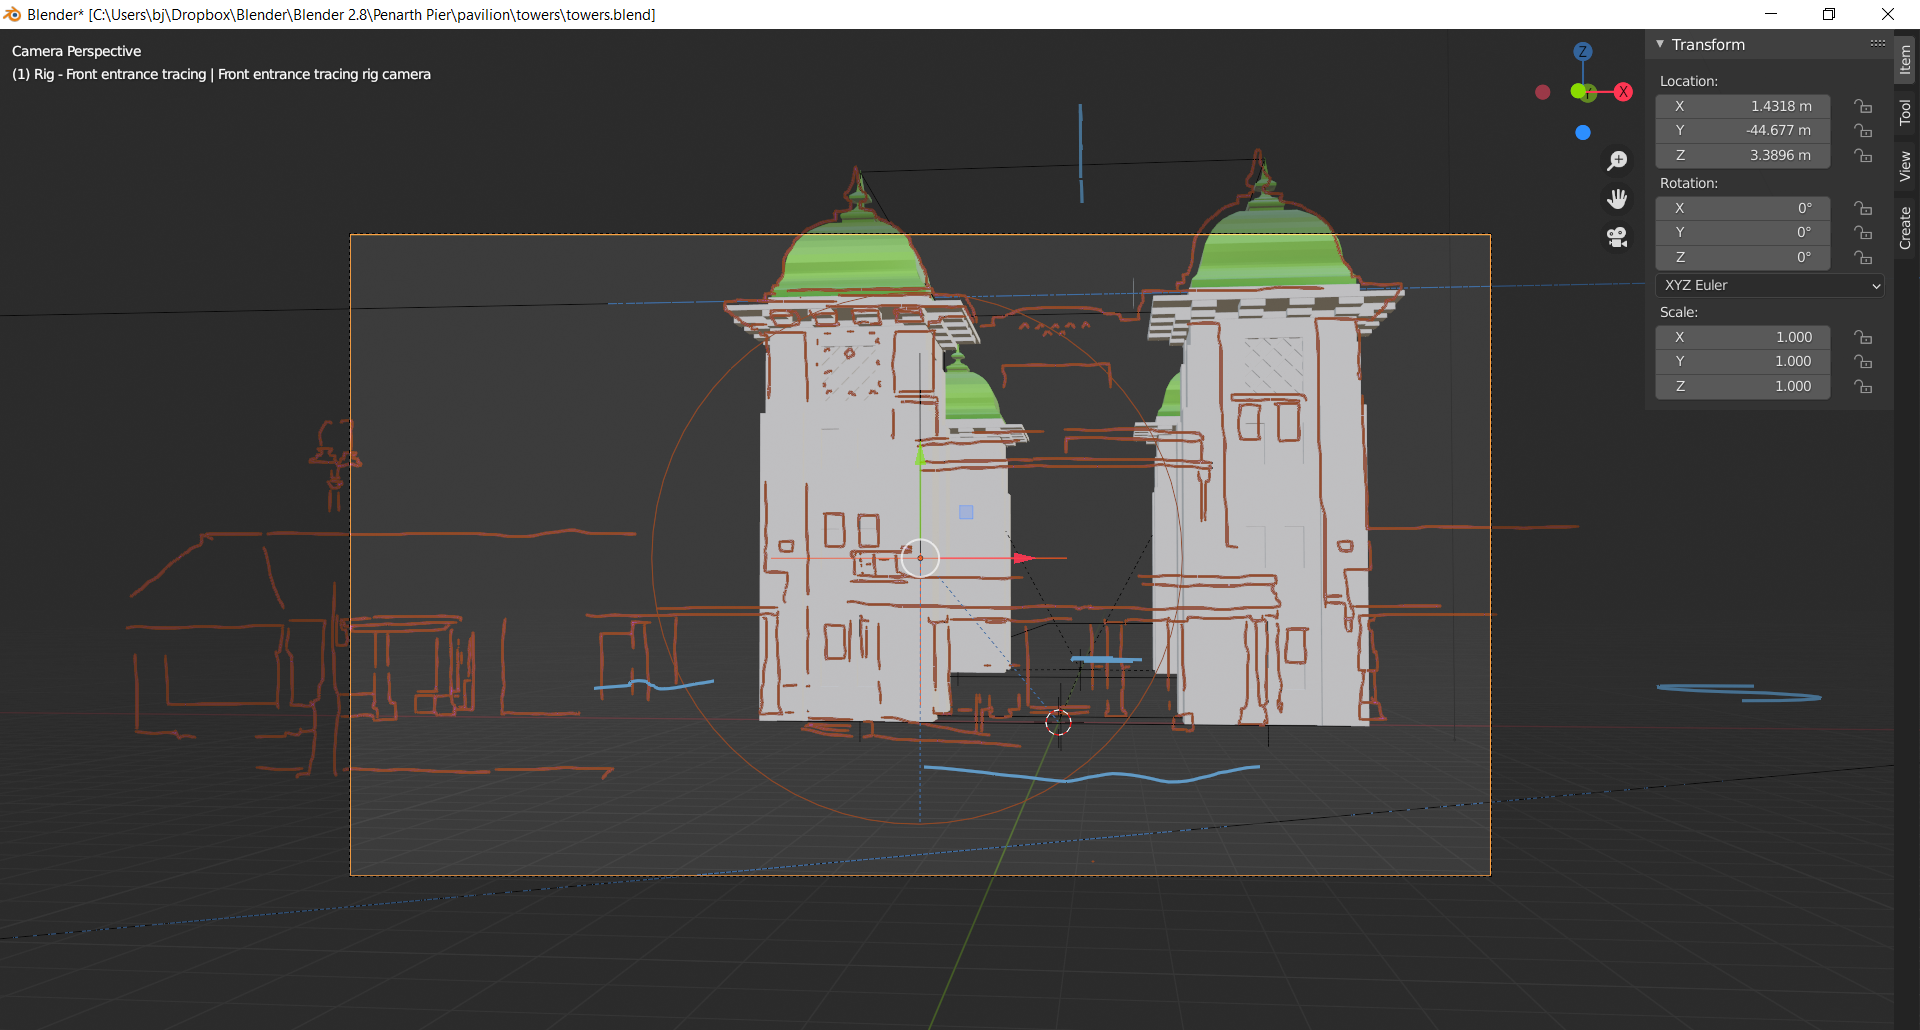 Blender* [C:\Users\bj\Dropbox\Blender\Blender 2.8\Penarth Pier\pavilion\towers\towers.blend]
Camera Perspective
(1) Rig - Front entrance tracing | Front entrance tracing rig camera
Z
Y
X
Transform
Location:
X 1.4318 m
Y -44.677 m
Z 3.3896 m
Rotation:
X 0°
Y 0°
Z 0°
XYZ Euler
Scale:
X 1.000
Y 1.000
Z 1.000
Item
Tool
View
Create